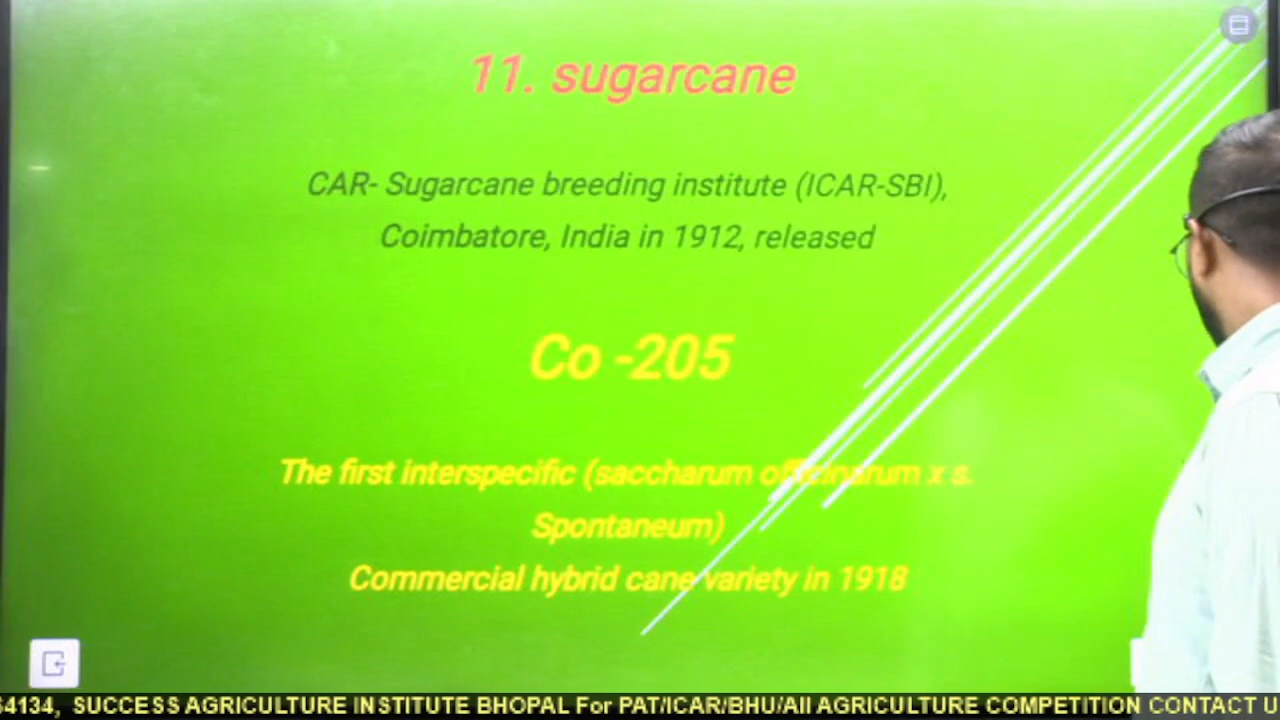 11. sugarcane
CAR- Sugarcane breeding institute (ICAR-SBI),
Coimbatore, India in 1912, released
Co -205
The first interspecific (saccharum officinarum x s.
Spontaneum)
Commercial hybrid cane variety in 1918
64134, SUCCESS AGRICULTURE INSTITUTE BHOPAL For PAT/ICAR/BHU/All AGRICULTURE COMPETITION CONTACT U